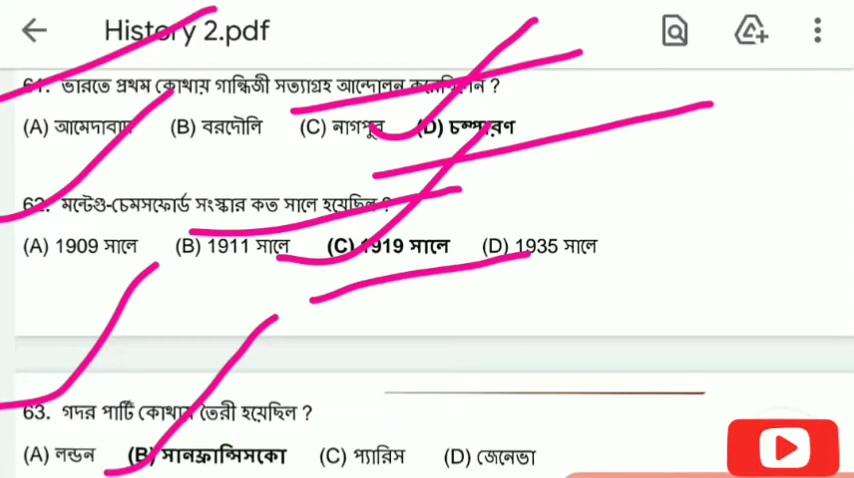 History 2.pdf
61. ভারতে প্রথম কোথায় গান্ধিজী সত্যাগ্রহ আন্দোলন করেছিলেন ?
(A) আমেদাবাদ (B) বরদৌলি (C) নাগপুর (D) চম্পারণ
62. মন্টেগু-চেমসফোর্ড সংস্কার কত সালে হয়েছিল ?
(A) 1909 সালে (B) 1911 সালে (C) 1919 সালে (D) 1935 সালে
63. গদর পার্টি কোথায় তৈরী হয়েছিল ?
(A) লন্ডন (B) সানফ্রান্সিসকো (C) প্যারিস (D) জেনেভা